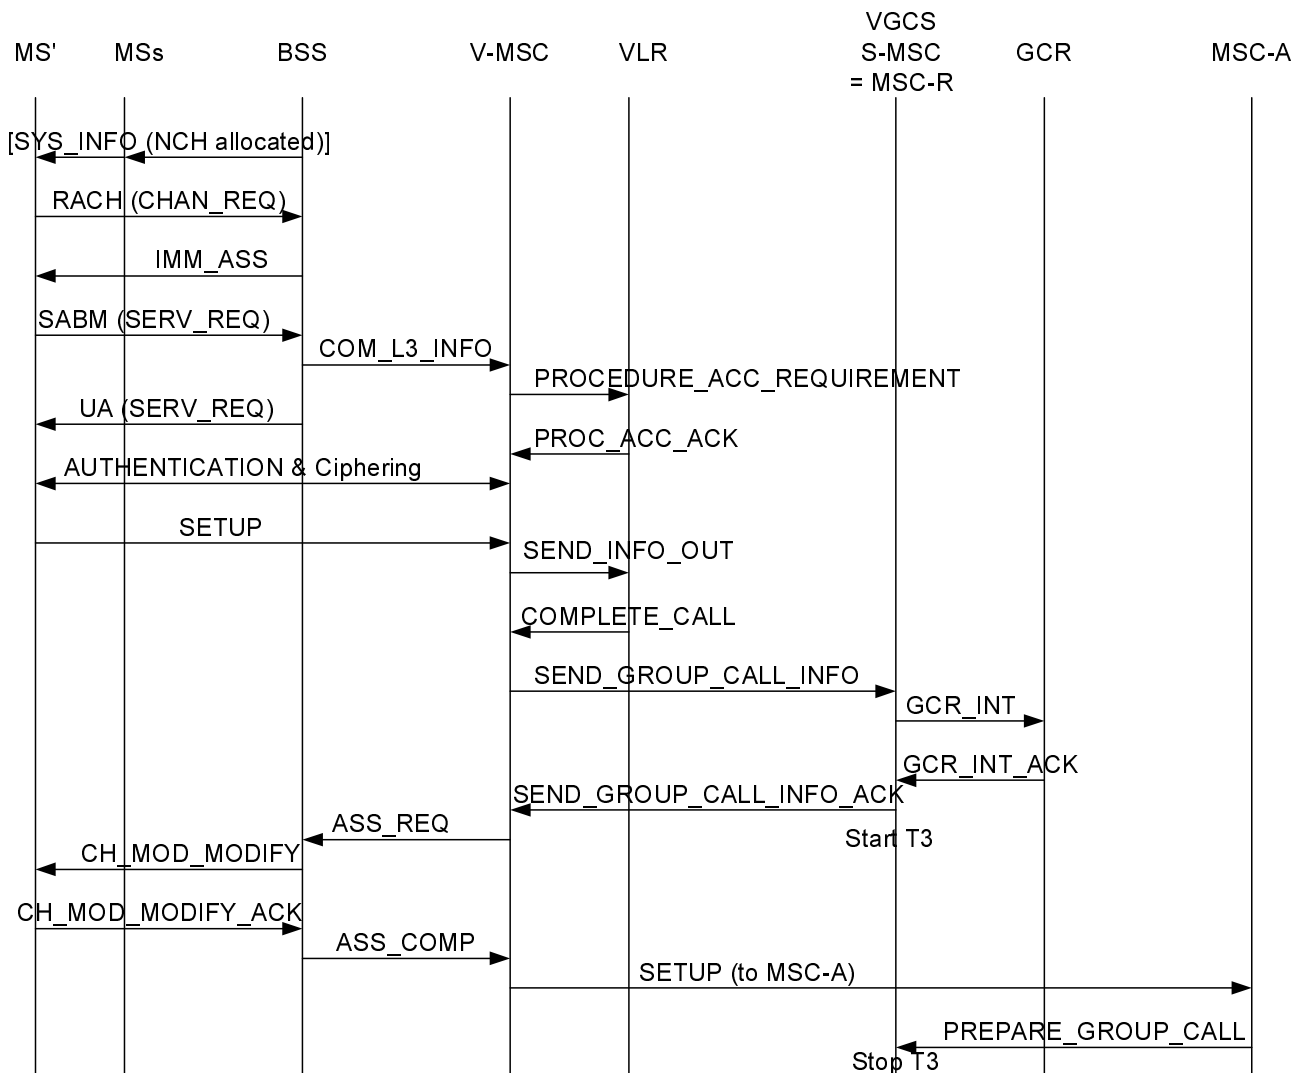 VGCS
MS' MSs BSS V-MSC VLR S-MSC GCR MSC-A
= MSC-R
[SYS_INFO (NCH allocated)]
RACH (CHAN_REQ)
IMM_ASS
SABM (SERV_REQ)
COM_L3_INFO
PROCEDURE_ACC_REQUIREMENT
UA (SERV_REQ)
PROC_ACC_ACK
AUTHENTICATION & Ciphering
SETUP
SEND_INFO_OUT
COMPLETE_CALL
SEND_GROUP_CALL_INFO
GCR_INT
GCR_INT_ACK
SEND_GROUP_CALL_INFO_ACK
ASS_REQ
Start T3
CH_MOD_MODIFY
CH_MOD_MODIFY_ACK
ASS_COMP
SETUP (to MSC-A)
PREPARE_GROUP_CALL
Stop T3